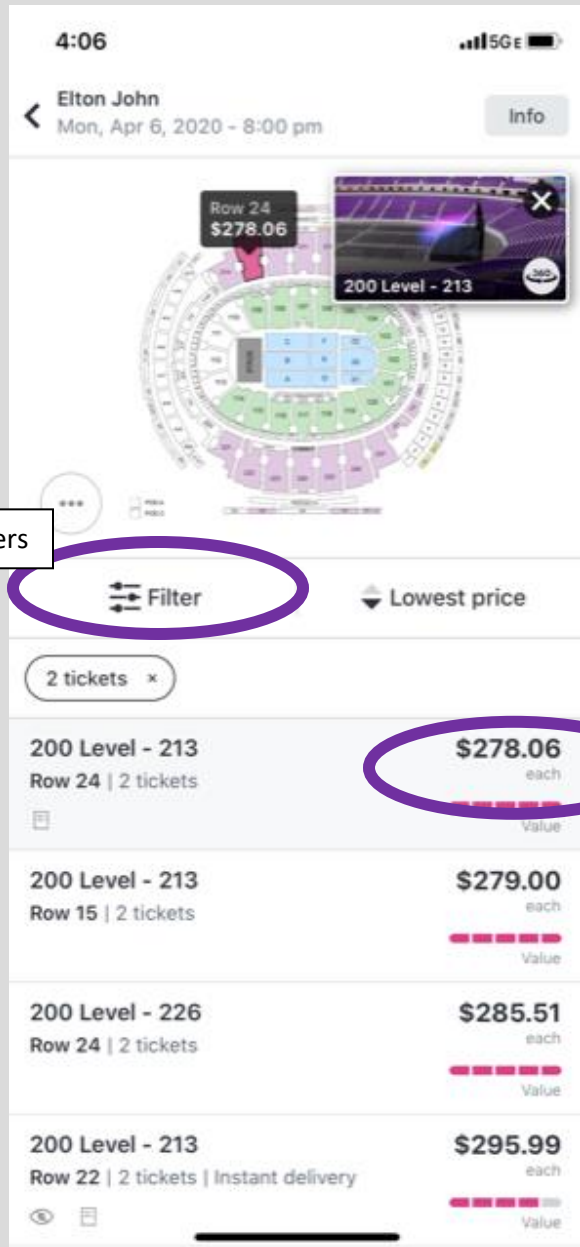 4:06
5GE
Elton John
Mon, Apr 6, 2020 - 8:00 pm
Info
Row 24
$278.06
200 Level - 213
360
ers
Filter
Lowest price
2 tickets ×
200 Level - 213
$278.06
Row 24 | 2 tickets
each
Value
200 Level - 213
$279.00
Row 15 | 2 tickets
each
Value
200 Level - 226
$285.51
Row 24 | 2 tickets
each
Value
200 Level - 213
$295.99
Row 22 | 2 tickets | Instant delivery
each
Value